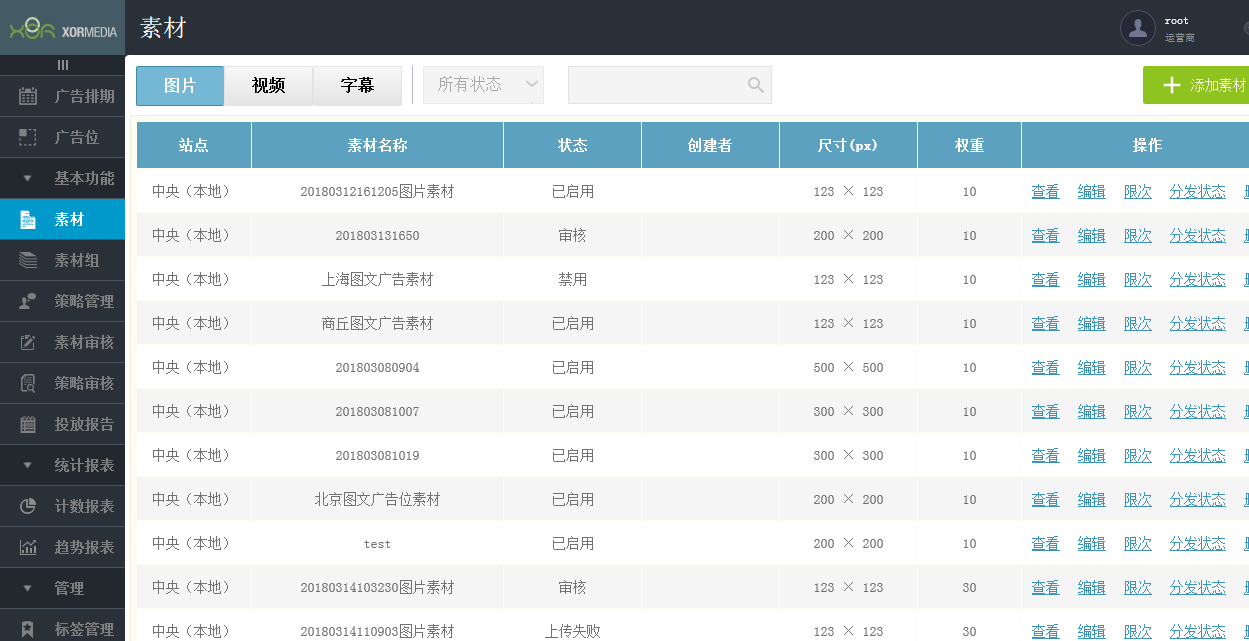 XOR XORMEDIA
素材
root
运营商
广告排期
广告位
基本功能
素材
素材组
策略管理
素材审核
策略审核
投放报告
统计报表
计数报表
趋势报表
管理
标签管理
图片 视频 字幕 所有状态 添加素材
站点 素材名称 状态 创建者 尺寸(px) 权重 操作
中央（本地） 20180312161205图片素材 已启用 123 × 123 10 查看 编辑 限次 分发状态
中央（本地） 201803131650 审核 200 × 200 10 查看 编辑 限次 分发状态
中央（本地） 上海图文广告素材 禁用 123 × 123 10 查看 编辑 限次 分发状态
中央（本地） 商丘图文广告素材 已启用 123 × 123 10 查看 编辑 限次 分发状态
中央（本地） 201803080904 已启用 500 × 500 10 查看 编辑 限次 分发状态
中央（本地） 201803081007 已启用 300 × 300 10 查看 编辑 限次 分发状态
中央（本地） 201803081019 已启用 300 × 300 10 查看 编辑 限次 分发状态
中央（本地） 北京图文广告位素材 已启用 200 × 200 10 查看 编辑 限次 分发状态
中央（本地） test 已启用 200 × 200 10 查看 编辑 限次 分发状态
中央（本地） 20180314103230图片素材 审核 123 × 123 30 查看 编辑 限次 分发状态
中央（本地） 20180314110903图片素材 上传失败 123 × 123 30 查看 编辑 限次 分发状态